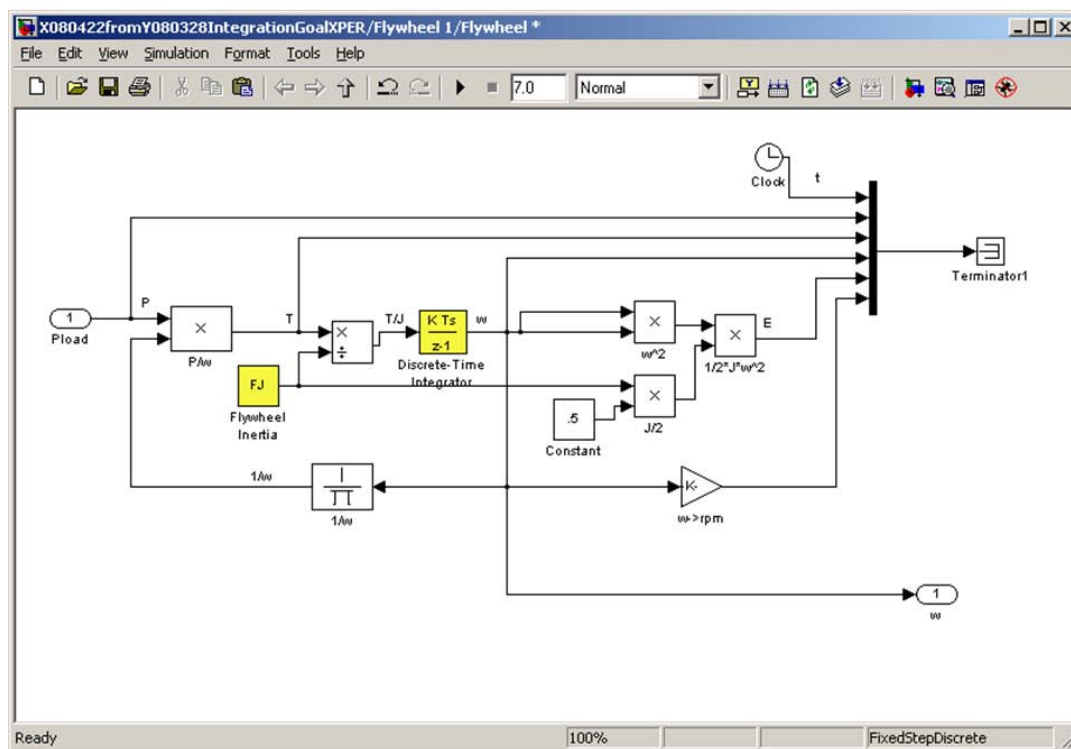 X080422fromY080328IntegrationGoalXPER/Flywheel 1/Flywheel *
File Edit View Simulation Format Tools Help
7.0 Normal
Clock
t
Terminator1
P
1
Pload
×
P/w
T
×
÷
T/J
K Ts
z-1
Discrete-Time
Integrator
w
×
w^2
×
1/2*J*w^2
E
FJ
Flywheel
Inertia
.5
Constant
×
J/2
1/w
1/w
K-
w->rpm
1
w
Ready 100% FixedStepDiscrete